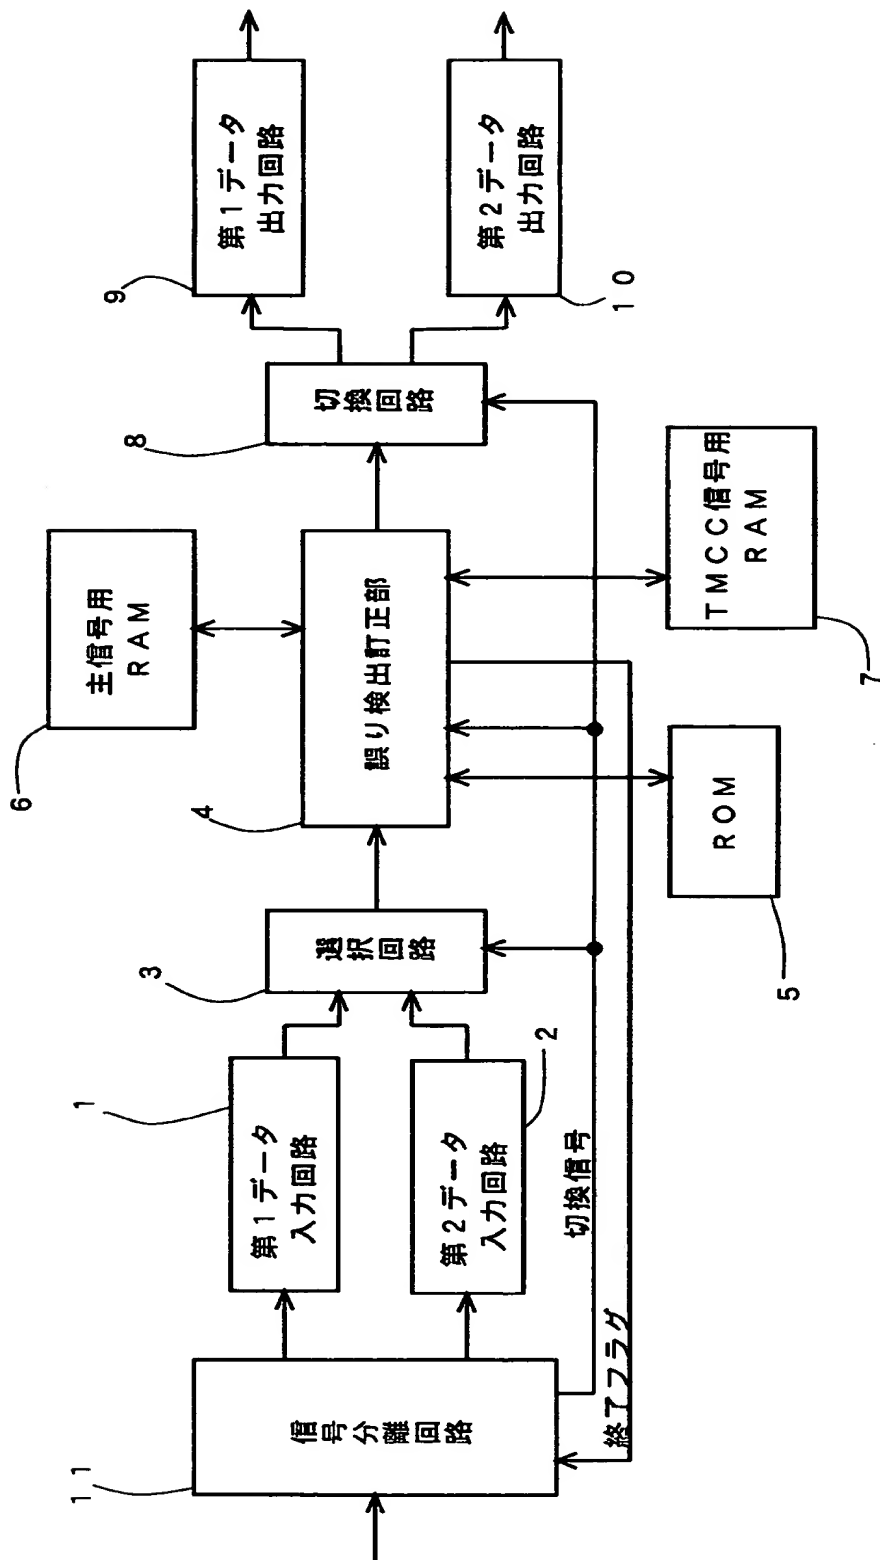 11
信号分離回路
1
第1データ
入力回路
第2データ
入力回路
2
切換信号
終了フラグ
3
選択回路
4
誤り検出訂正部
5
ROM
6
主信号用
RAM
7
TMCC信号用
RAM
8
切換回路
9
第1データ
出力回路
10
第2データ
出力回路